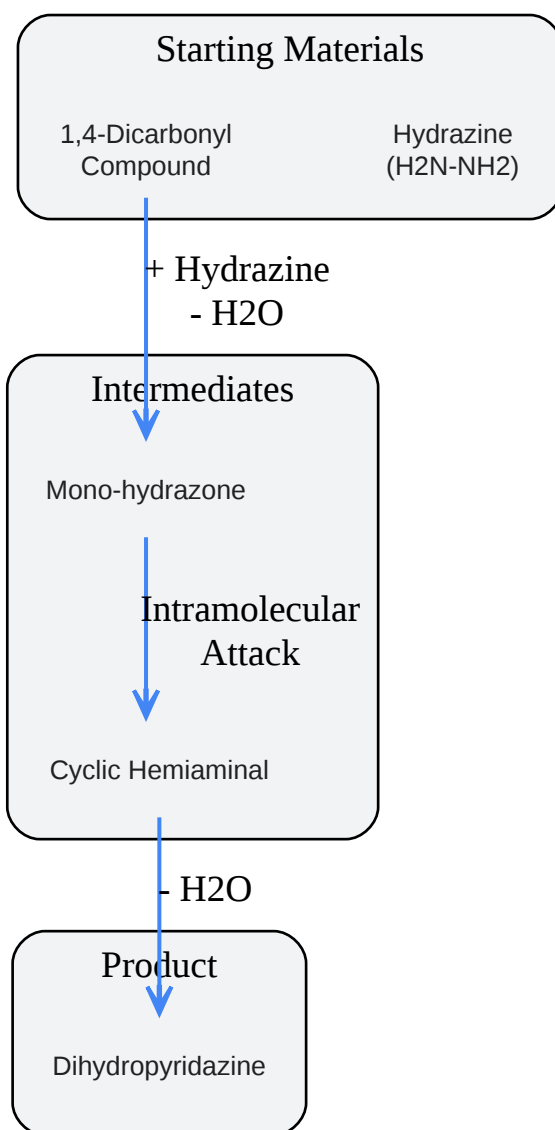 Starting Materials
1,4-Dicarbonyl
Compound
Hydrazine
(H2N-NH2)
+ Hydrazine
- H2O
Intermediates
Mono-hydrazone
Intramolecular
Attack
Cyclic Hemiaminal
- H2O
Product
Dihydropyridazine